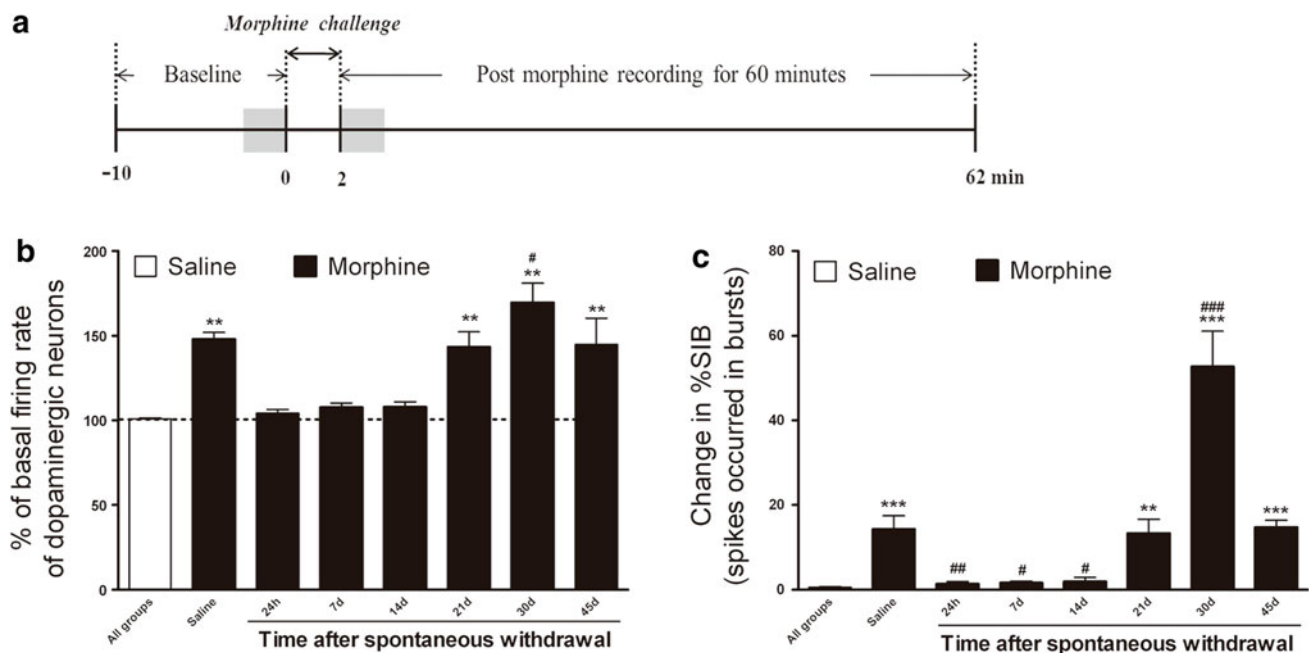 a
Morphine challenge
Baseline
Post morphine recording for 60 minutes
-10
0
2
62 min
b
Saline
Morphine
% of basal firing rate
of dopaminergic neurons
200
150
100
50
0
**
**
#
**
**
All groups
Saline
24h
7d
14d
21d
30d
45d
Time after spontaneous withdrawal
c
Saline
Morphine
Change in %SIB
(spikes occurred in bursts)
80
60
40
20
0
***
##
#
#
**
###
***
***
All groups
Saline
24h
7d
14d
21d
30d
45d
Time after spontaneous withdrawal